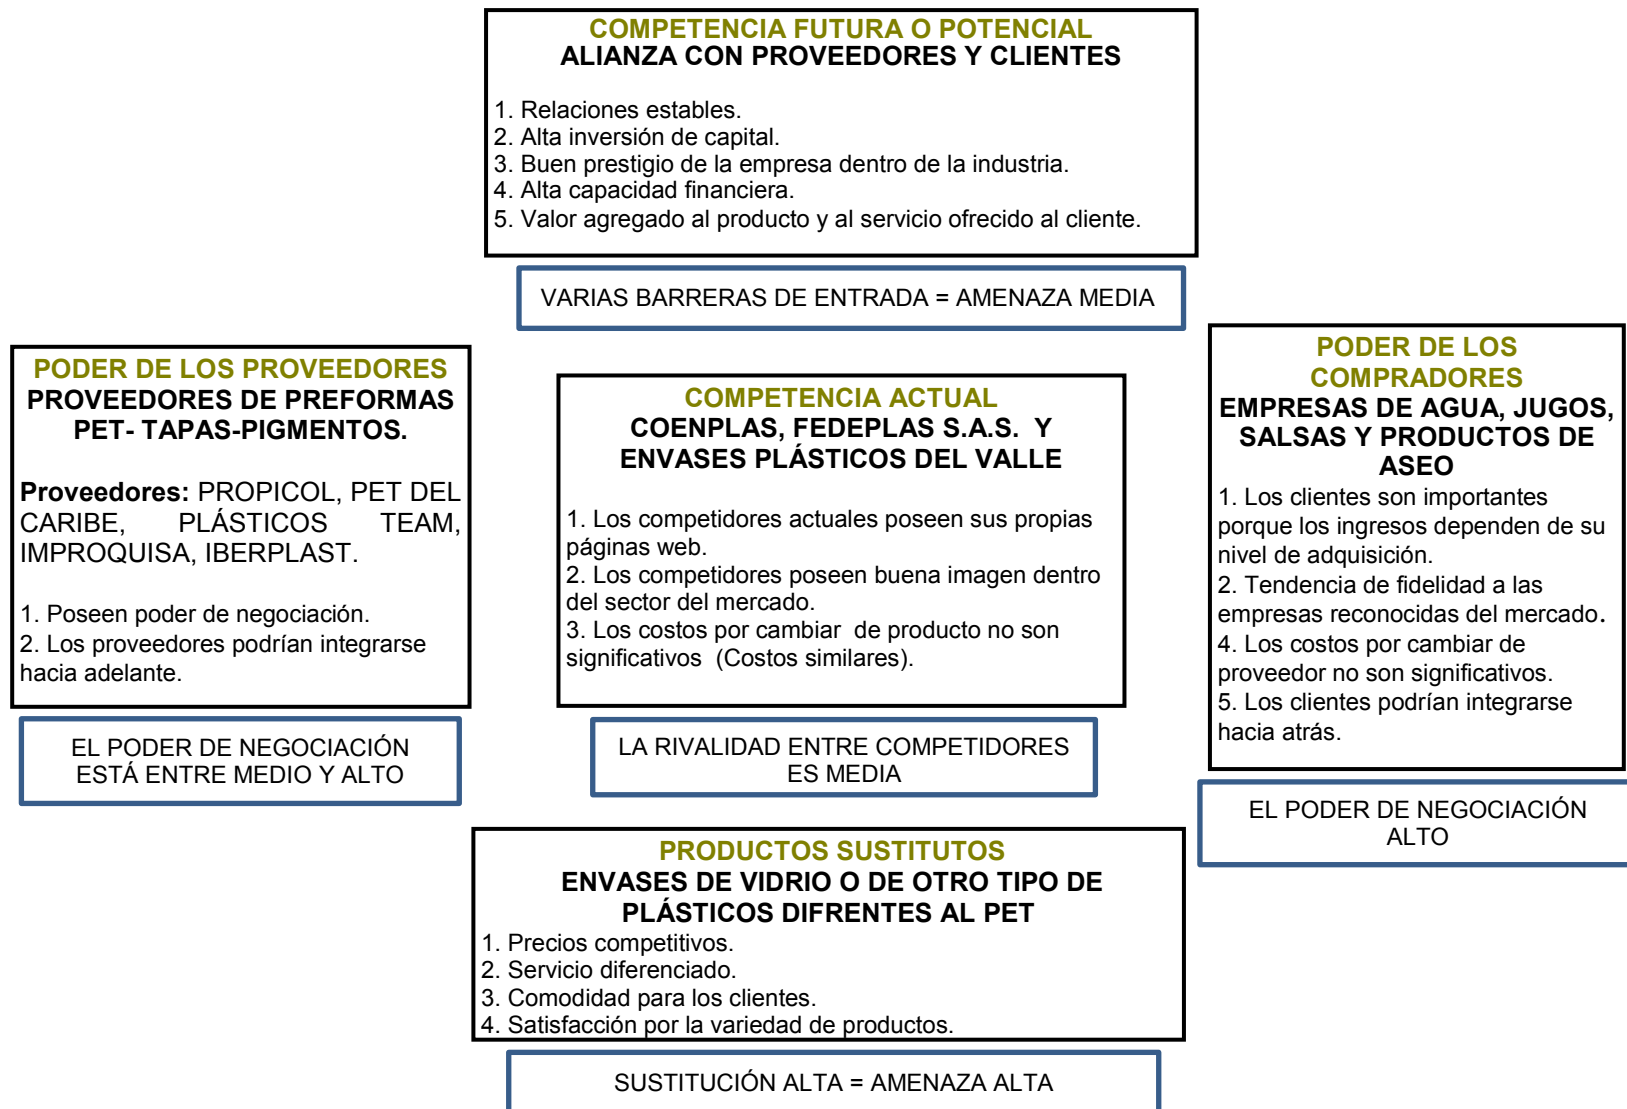 COMPETENCIA FUTURA O POTENCIAL
ALIANZA CON PROVEEDORES Y CLIENTES
1. Relaciones estables.
2. Alta inversión de capital.
3. Buen prestigio de la empresa dentro de la industria.
4. Alta capacidad financiera.
5. Valor agregado al producto y al servicio ofrecido al cliente.
VARIAS BARRERAS DE ENTRADA = AMENAZA MEDIA
PODER DE LOS PROVEEDORES
PROVEEDORES DE PREFORMAS
PET- TAPAS-PIGMENTOS.
Proveedores: PROPICOL, PET DEL
CARIBE, PLÁSTICOS TEAM,
IMPROQUISA, IBERPLAST.
1. Poseen poder de negociación.
2. Los proveedores podrían integrarse
hacia adelante.
EL PODER DE NEGOCIACIÓN
ESTÁ ENTRE MEDIO Y ALTO
COMPETENCIA ACTUAL
COENPLAS, FEDEPLAS S.A.S. Y
ENVASES PLÁSTICOS DEL VALLE
1. Los competidores actuales poseen sus propias
páginas web.
2. Los competidores poseen buena imagen dentro
del sector del mercado.
3. Los costos por cambiar de producto no son
significativos (Costos similares).
LA RIVALIDAD ENTRE COMPETIDORES
ES MEDIA
PODER DE LOS
COMPRADORES
EMPRESAS DE AGUA, JUGOS,
SALSAS Y PRODUCTOS DE
ASEO
1. Los clientes son importantes
porque los ingresos dependen de su
nivel de adquisición.
2. Tendencia de fidelidad a las
empresas reconocidas del mercado.
4. Los costos por cambiar de
proveedor no son significativos.
5. Los clientes podrían integrarse
hacia atrás.
EL PODER DE NEGOCIACIÓN
ALTO
PRODUCTOS SUSTITUTOS
ENVASES DE VIDRIO O DE OTRO TIPO DE
PLÁSTICOS DIFRENTES AL PET
1. Precios competitivos.
2. Servicio diferenciado.
3. Comodidad para los clientes.
4. Satisfacción por la variedad de productos.
SUSTITUCIÓN ALTA = AMENAZA ALTA